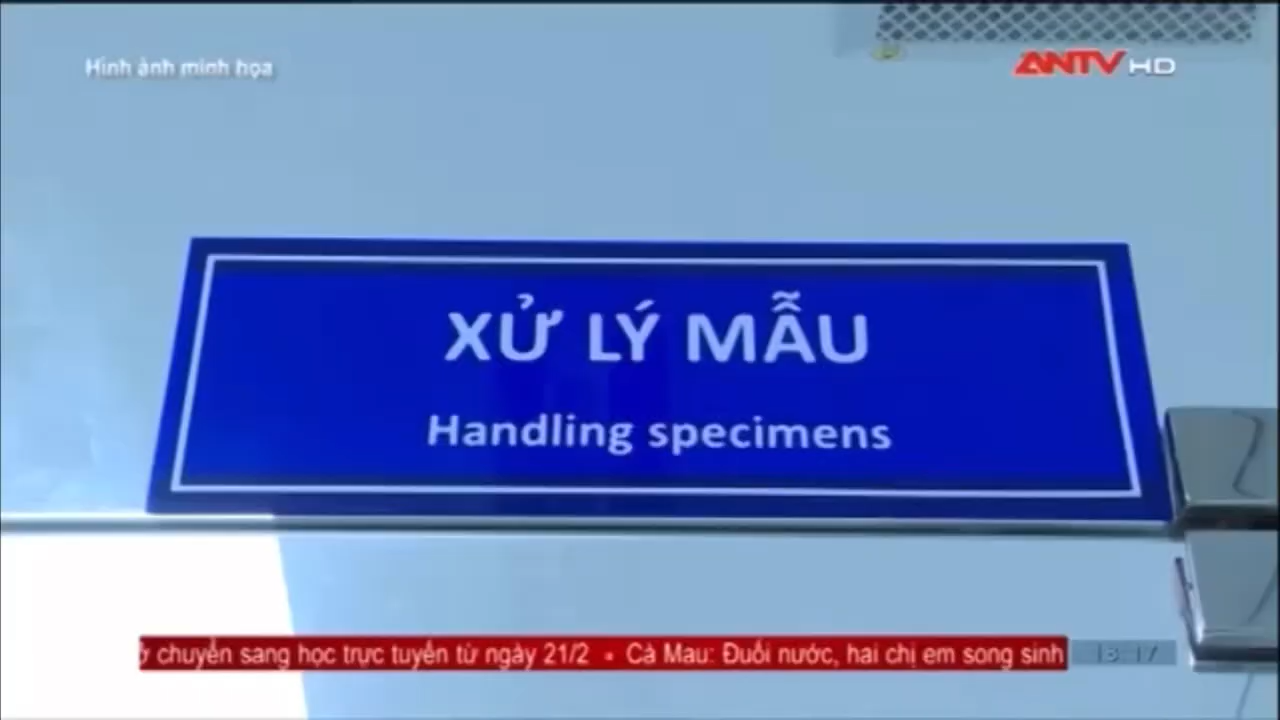 Hình ảnh minh họa
ANTV HD
XỬ LÝ MẪU
Handling specimens
ở chuyển sang học trực tuyến từ ngày 21/2 • Cà Mau: Đuối nước, hai chị em song sinh